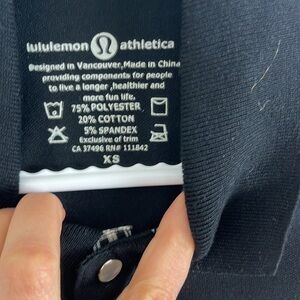 lululemon athletica
Designed in Vancouver,Made in China
providing components for people
to live a longer ,healthier and
more fun life.
75% POLYESTER
20% COTTON
5% SPANDEX
Exclusive of trim
CA 37496 RN# 111842
XS